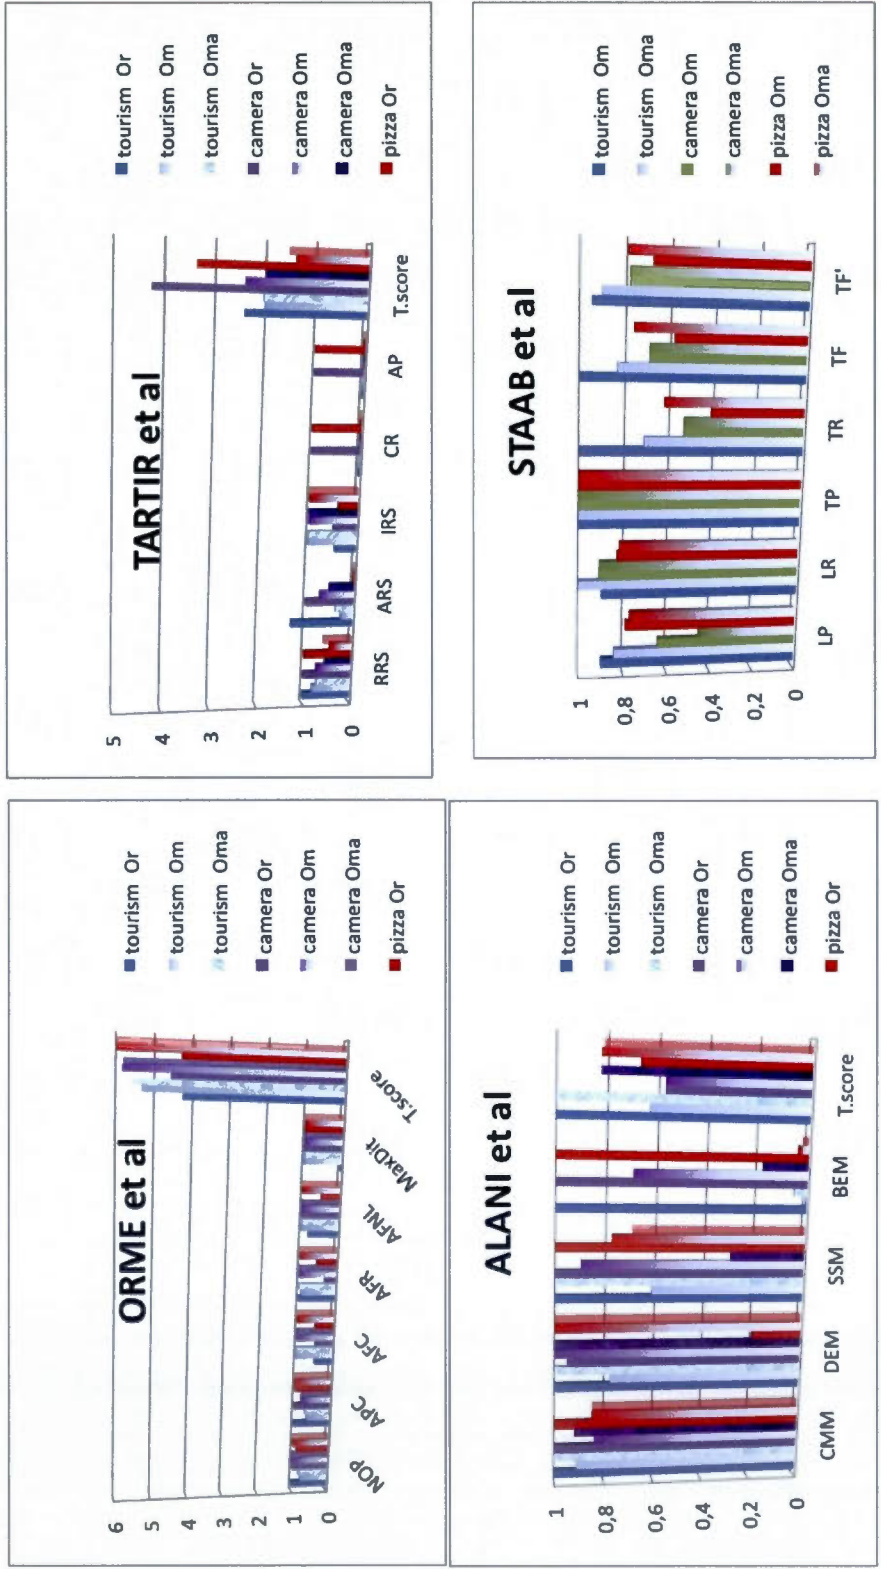 ORME et al
6
5
4
3
2
1
0
NOP
APC
AFC
AFR
AFNL
MaxDit
T.score
tourism Or
tourism Om
tourism Oma
camera Or
camera Om
camera Oma
pizza Or
TARTIR et al
5
4
3
2
1
0
RRS
ARS
IRS
CR
AP
T.score
tourism Or
tourism Om
tourism Oma
camera Or
camera Om
camera Oma
pizza Or
ALANI et al
1
0,8
0,6
0,4
0,2
0
CMM
DEM
SSM
BEM
T.score
tourism Or
tourism Om
tourism Oma
camera Or
camera Om
camera Oma
pizza Or
STAAB et al
1
0,8
0,6
0,4
0,2
0
LP
LR
TP
TR
TF
TF'
tourism Om
tourism Oma
camera Om
camera Oma
pizza Om
pizza Oma